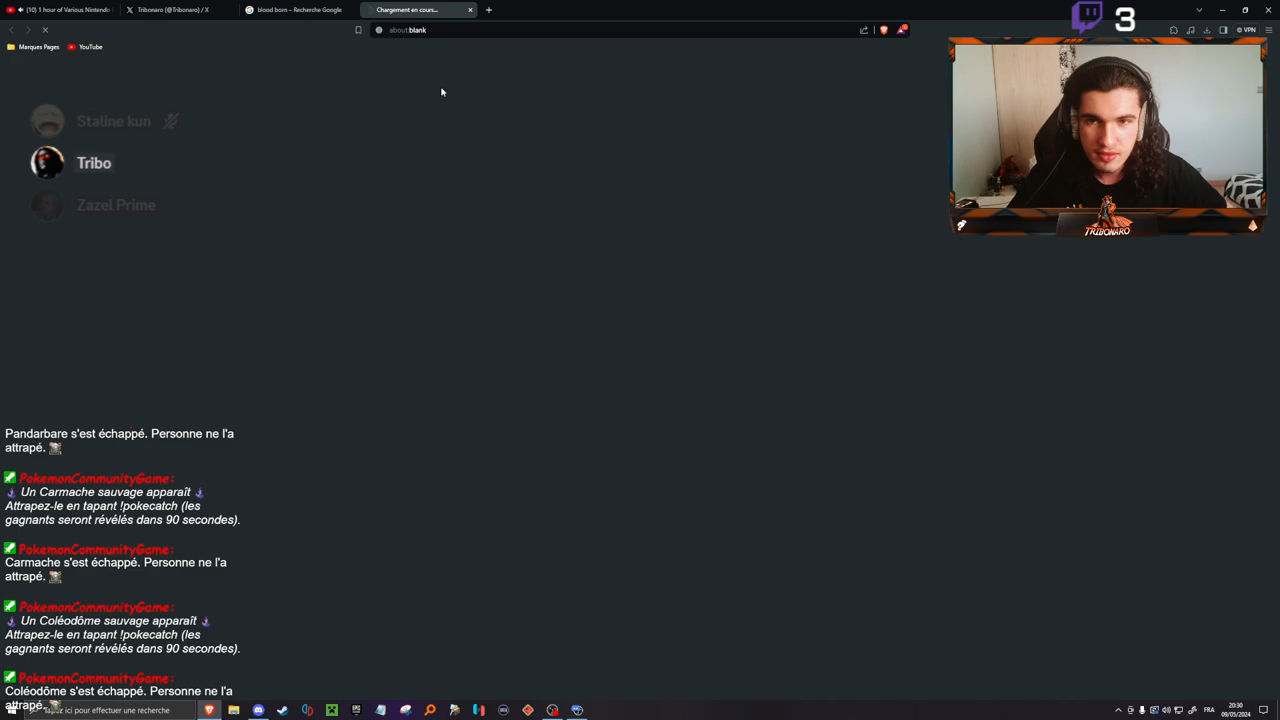 (10) 1 hour of Various Nintendo
Tribonaro (@Tribonaro) / X
blood born – Recherche Google
Chargement en cours...
3
about:blank
VPN
Marques Pages
YouTube
Staline kun
Tribo
Zazel Prime
TRIBONARO
Pandarbare s'est échappé. Personne ne l'a
attrapé.
PokemonCommunityGame:
Un Carmache sauvage apparaît
Attrapez-le en tapant !pokecatch (les
gagnants seront révélés dans 90 secondes).
PokemonCommunityGame:
Carmache s'est échappé. Personne ne l'a
attrapé.
PokemonCommunityGame:
Un Coléodôme sauvage apparaît
Attrapez-le en tapant !pokecatch (les
gagnants seront révélés dans 90 secondes).
PokemonCommunityGame:
Coléodôme s'est échappé. Personne ne l'a
attrapé.
Tapez ici pour effectuer une recherche
FRA
20:30
09/05/2024